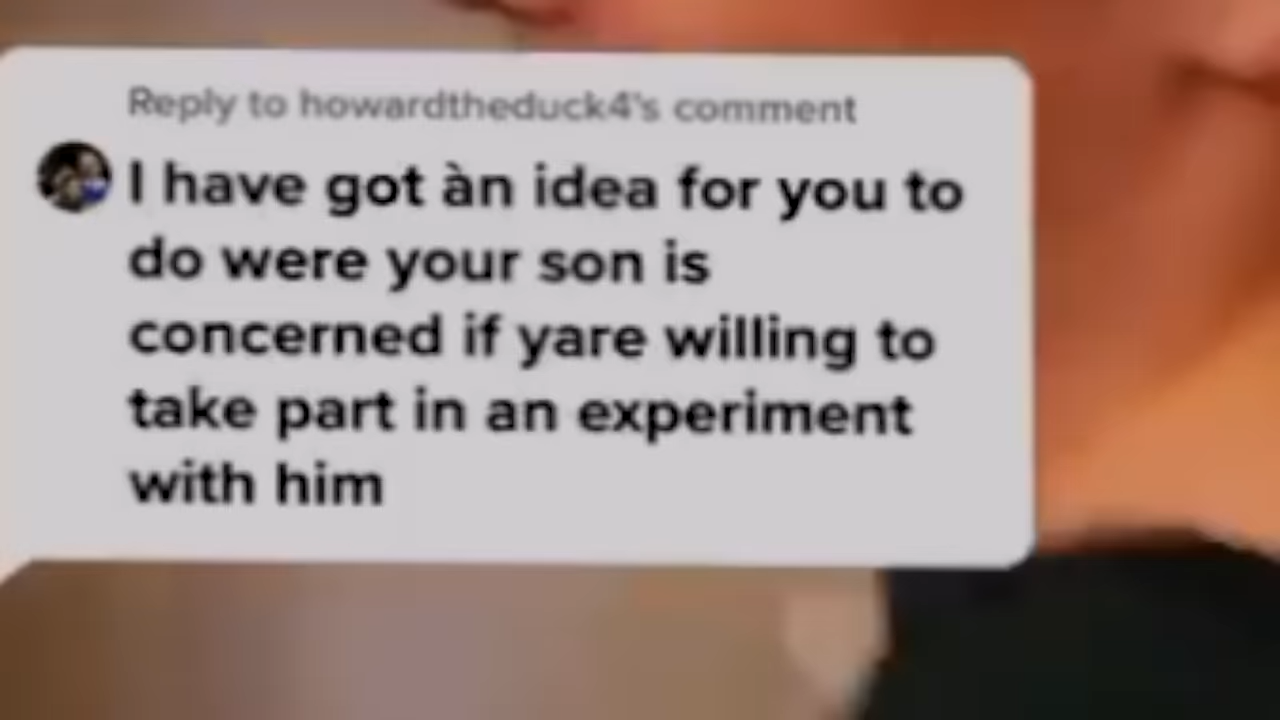 Reply to howardtheduck4's comment
I have got àn idea for you to
do were your son is
concerned if yare willing to
take part in an experiment
with him